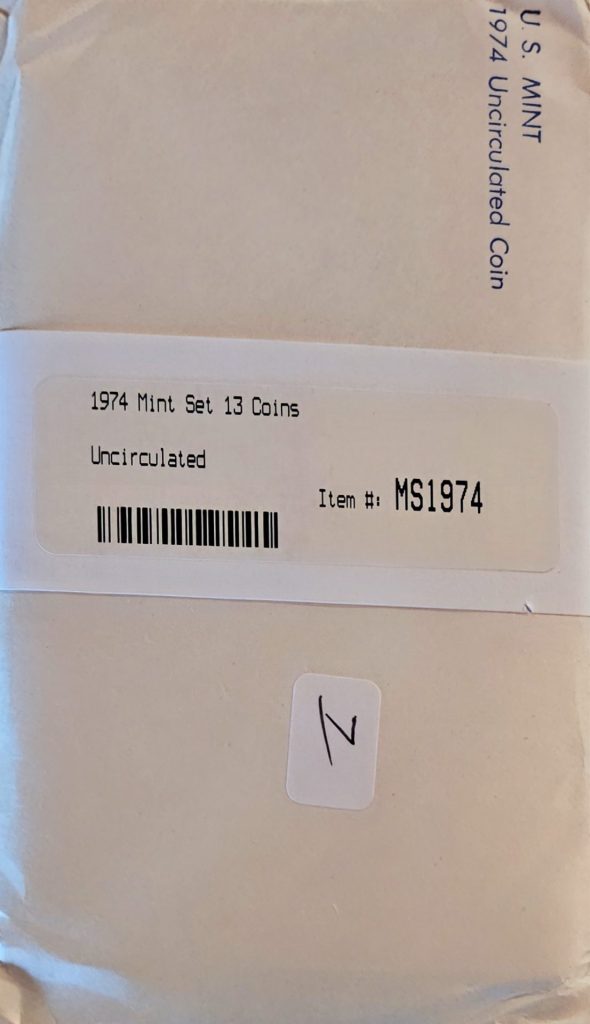 U. S. MINT
1974 Uncirculated Coin
1974 Mint Set 13 Coins
Uncirculated
Item #: MS1974